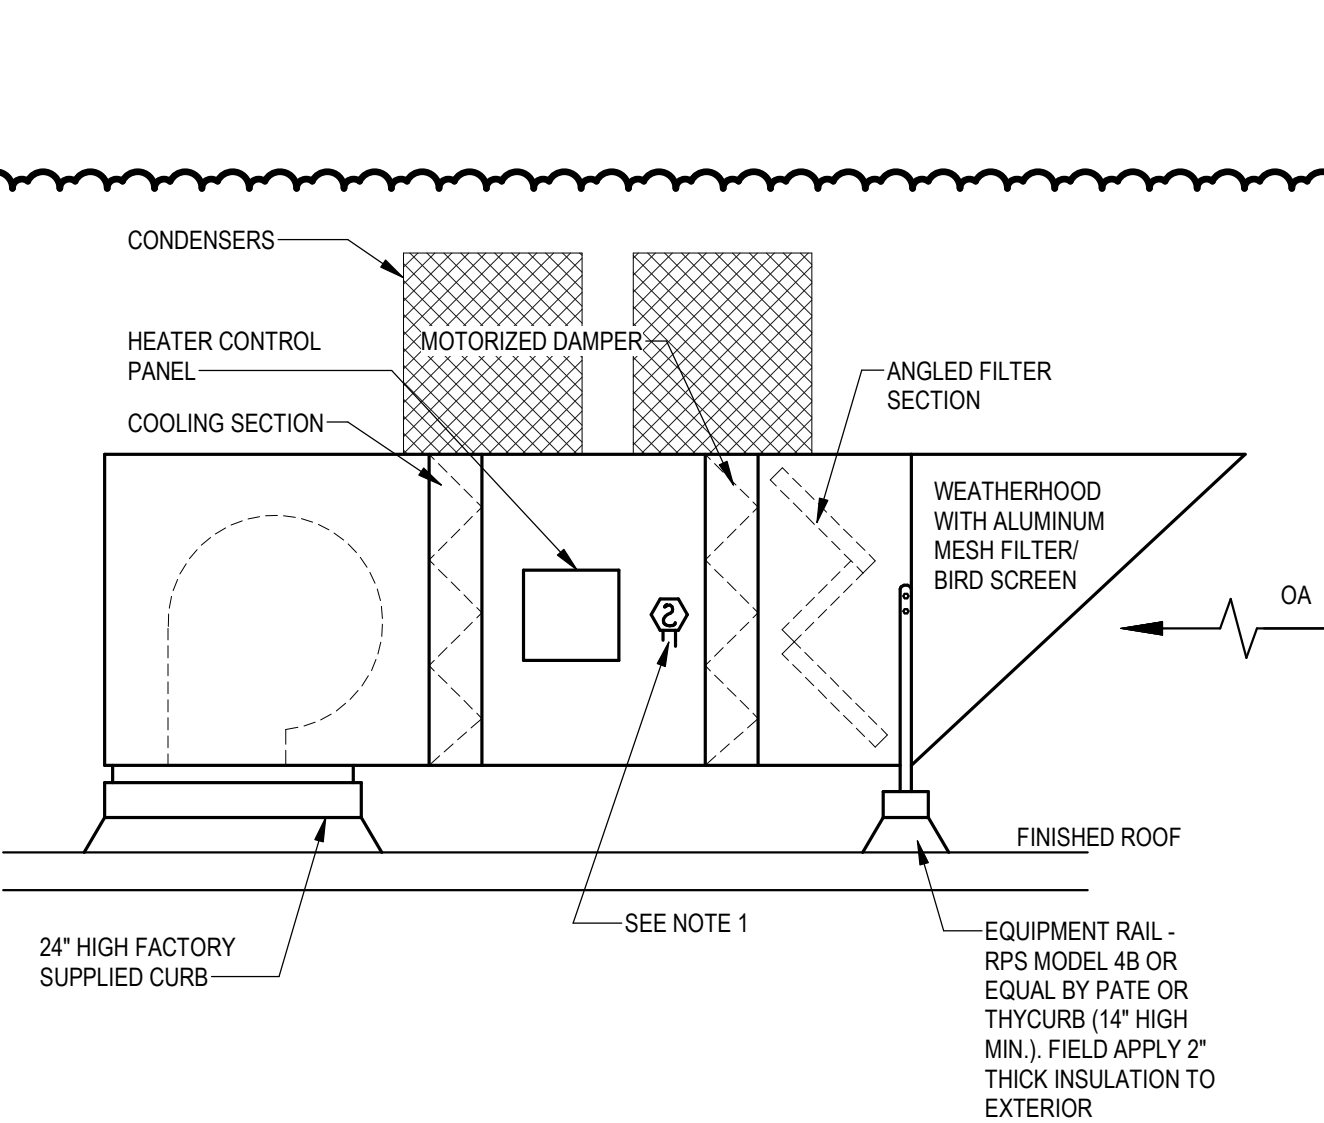 CONDENSERS
HEATER CONTROL
PANEL
MOTORIZED DAMPER
COOLING SECTION
ANGLED FILTER
SECTION
WEATHERHOOD
WITH ALUMINUM
MESH FILTER/
BIRD SCREEN
OA
S
FINISHED ROOF
SEE NOTE 1
24" HIGH FACTORY
SUPPLIED CURB
EQUIPMENT RAIL -
RPS MODEL 4B OR
EQUAL BY PATE OR
THYCURB (14" HIGH
MIN.). FIELD APPLY 2"
THICK INSULATION TO
EXTERIOR